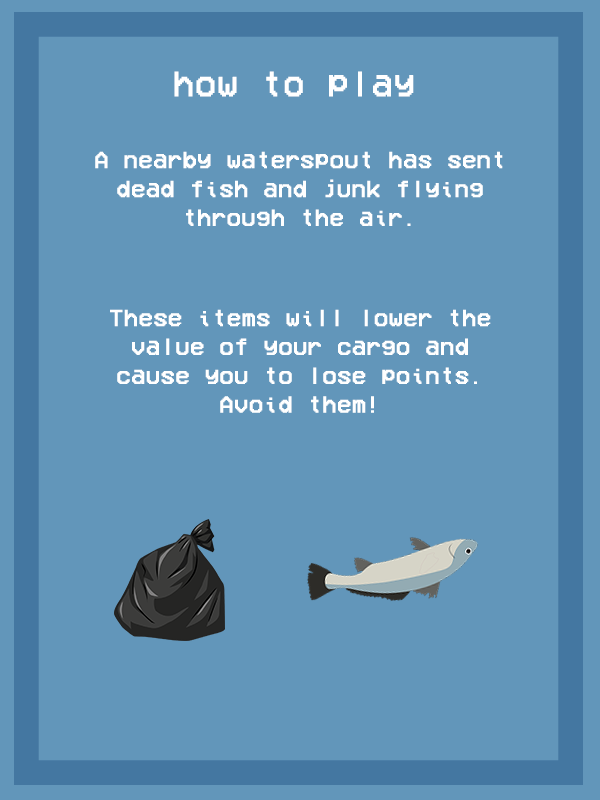 how to play
A nearby waterspout has sent
dead fish and junk flying
through the air.
These items will lower the
value of your cargo and
cause you to lose points.
Avoid them!